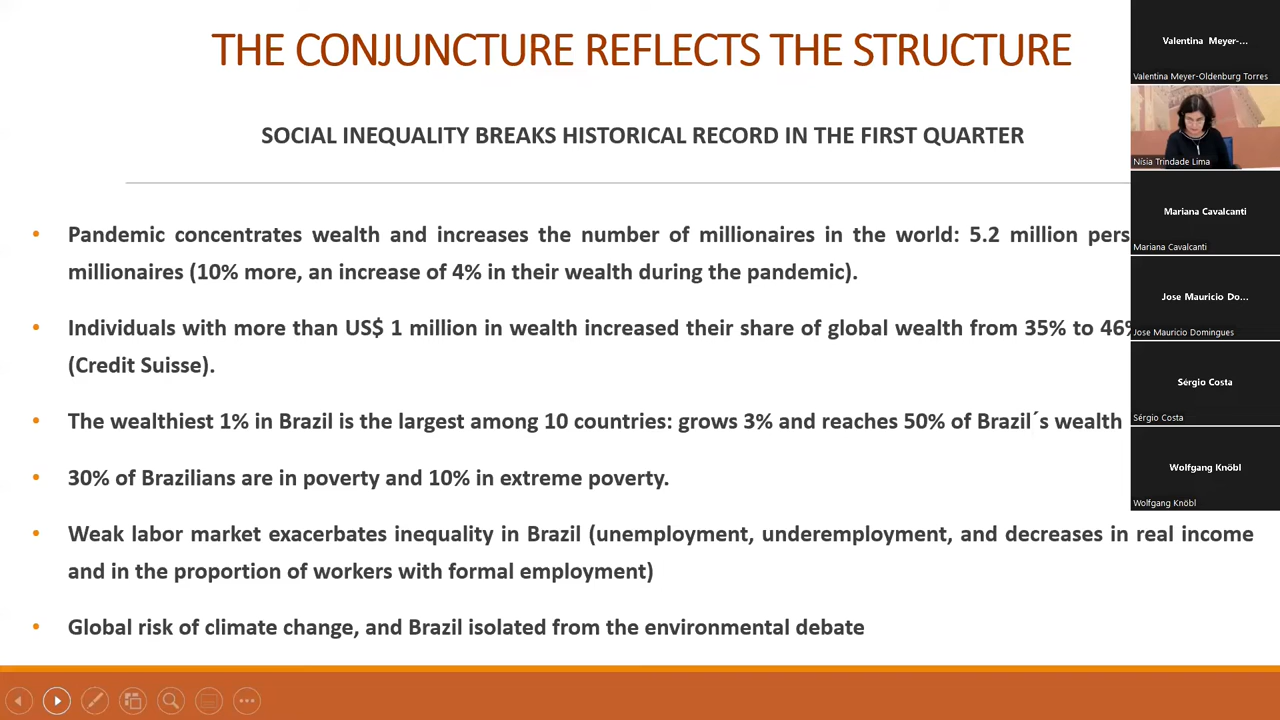 THE CONJUNCTURE REFLECTS THE STRUCTURE
SOCIAL INEQUALITY BREAKS HISTORICAL RECORD IN THE FIRST QUARTER
Pandemic concentrates wealth and increases the number of millionaires in the world: 5.2 million
millionaires (10% more, an increase of 4% in their wealth during the pandemic).
Individuals with more than US$ 1 million in wealth increased their share of global wealth from 35% to 46%
(Credit Suisse).
The wealthiest 1% in Brazil is the largest among 10 countries: grows 3% and reaches 50% of Brazil´s wealth
30% of Brazilians are in poverty and 10% in extreme poverty.
Weak labor market exacerbates inequality in Brazil (unemployment, underemployment, and decreases in real income
and in the proportion of workers with formal employment)
Global risk of climate change, and Brazil isolated from the environmental debate
Valentina Meyer-...
Valentina Meyer-Oldenburg Torres
Nísia Trindade Lima
Mariana Cavalcanti
Mariana Cavalcanti
Jose Mauricio Do...
Jose Mauricio Domingues
Sérgio Costa
Sérgio Costa
Wolfgang Knöbl
Wolfgang Knöbl